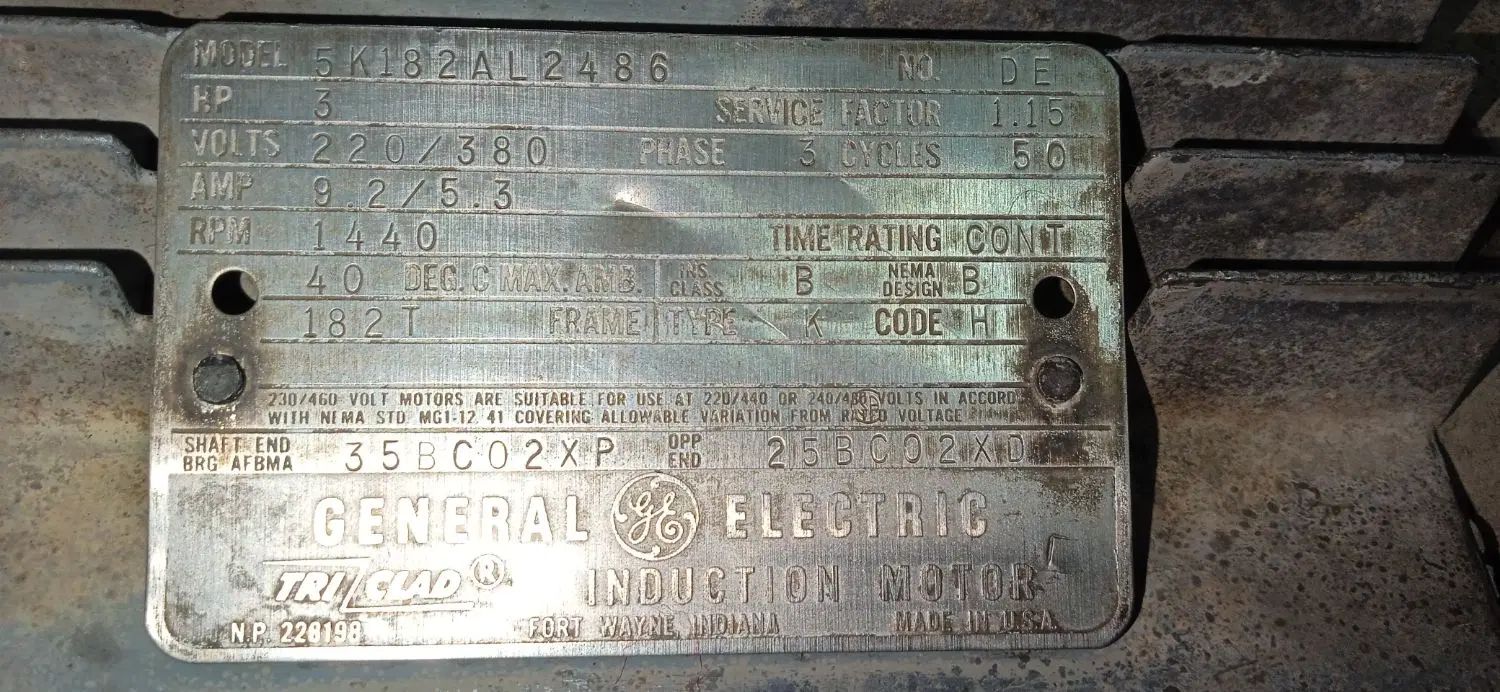 MODEL 5K182AL2486 NO. DE
HP 3 SERVICE FACTOR 1.15
VOLTS 220/380 PHASE 3 CYCLES 50
AMP 9.2/5.3
RPM 1440 TIME RATING CONT
40 DEG. C MAX. AMB. INS. CLASS B NEMA DESIGN B
182T FRAME TYPE K CODE H
230/460 VOLT MOTORS ARE SUITABLE FOR USE AT 220/440 OR 240/480 VOLTS IN ACCORD
WITH NEMA STD. MG1-12.41 COVERING ALLOWABLE VARIATION FROM RATED VOLTAGE
SHAFT END BRG AFBMA 35BC02XP OPP END 25BC02XD
GENERAL GE ELECTRIC
TRI CLAD ® INDUCTION MOTOR
N.P. 228198 FORT WAYNE, INDIANA MADE IN U.S.A.